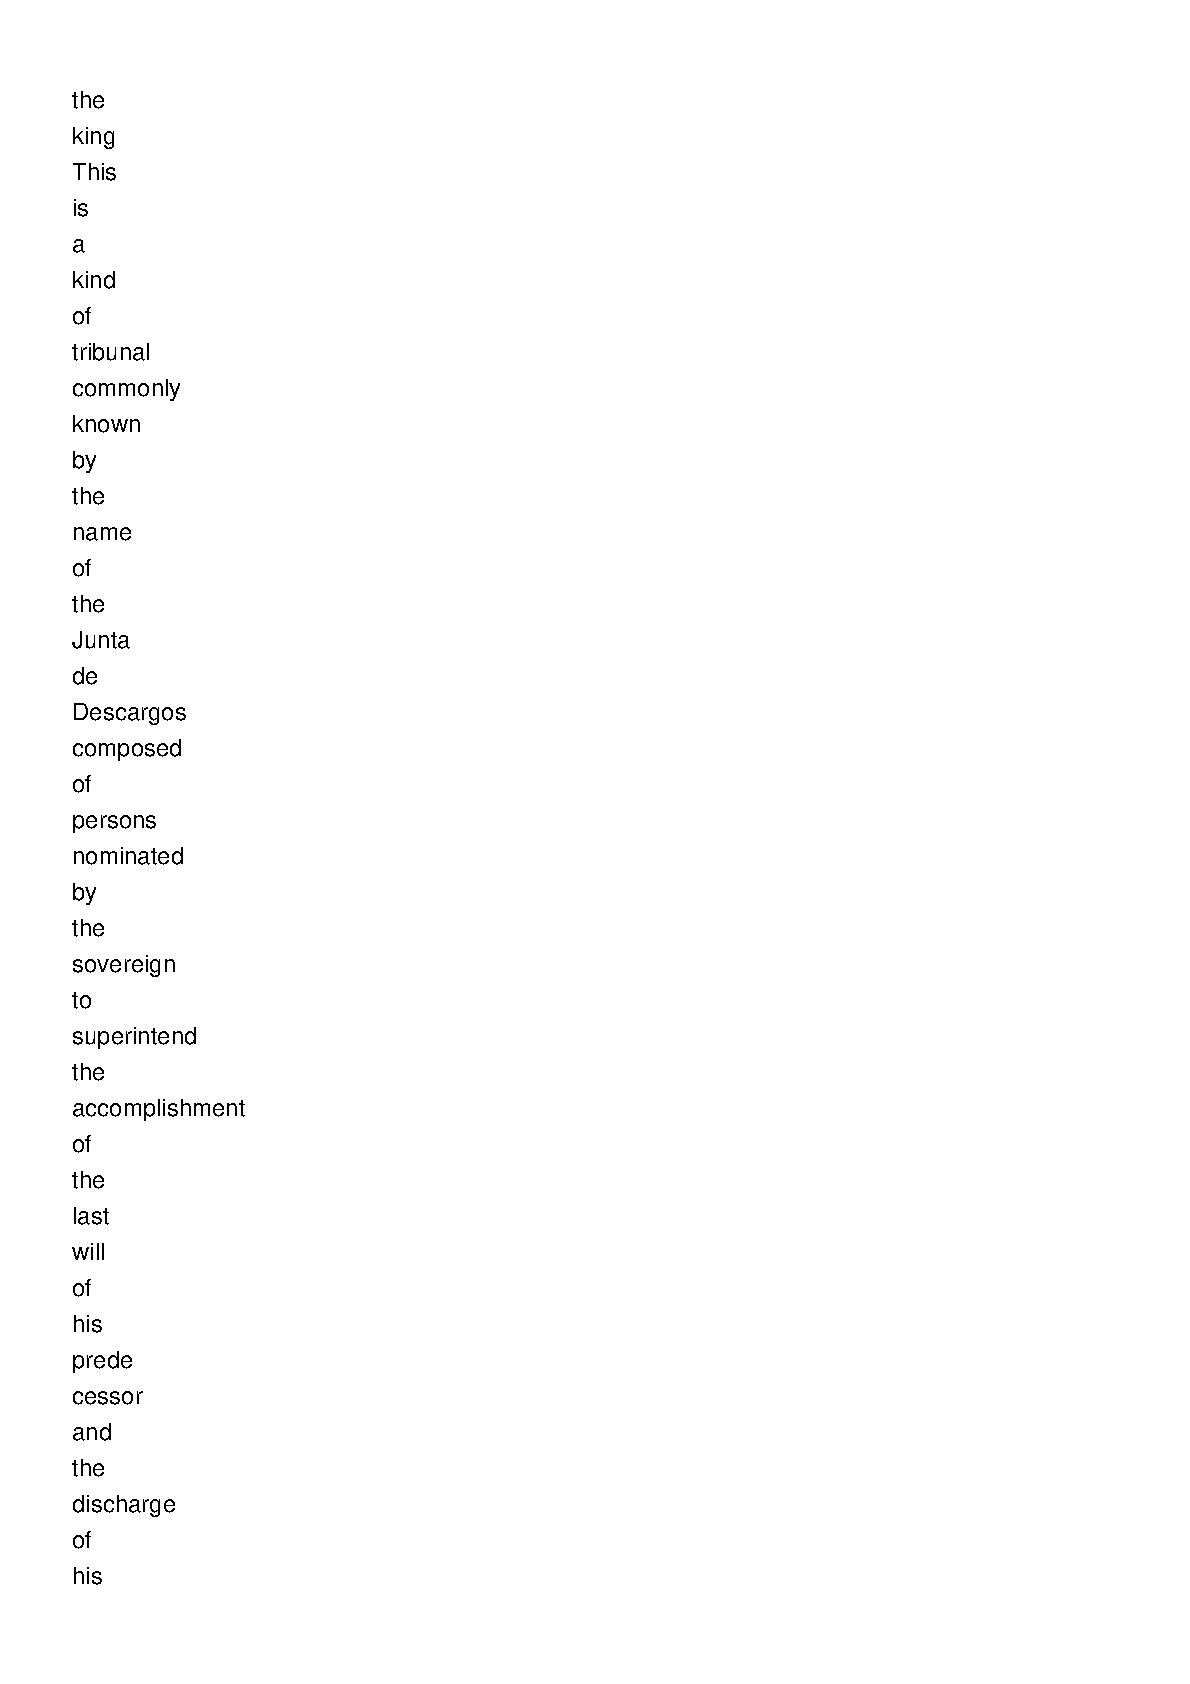 the
king
This
is
a
kind
of
tribunal
commonly
known
by
the
name
of
the
Junta
de
Descargos
composed
of
persons
nominated
by
the
sovereign
to
superintend
the
accomplishment
of
the
last
will
of
his
prede
cessor
and
the
discharge
of
his